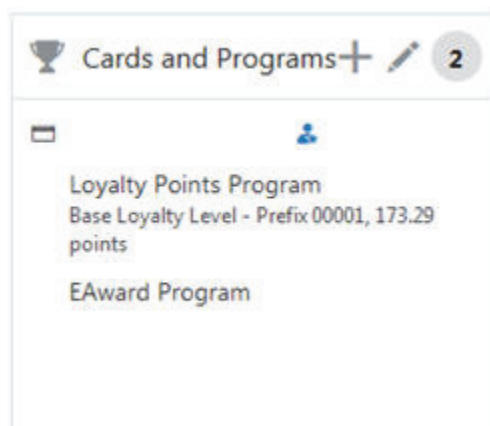 Cards and Programs 2
Loyalty Points Program
Base Loyalty Level - Prefix 00001, 173.29
points
EAward Program